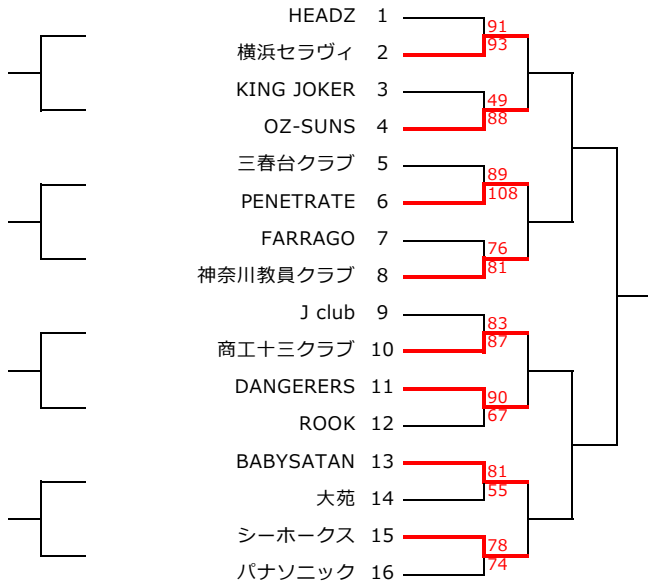 HEADZ 1
91
横浜セラヴィ 2
93
KING JOKER 3
49
OZ-SUNS 4
88
三春台クラブ 5
89
PENETRATE 6
108
FARRAGO 7
76
神奈川教員クラブ 8
81
J club 9
83
商工十三クラブ 10
87
DANGERERS 11
90
ROOK 12
67
BABYSATAN 13
81
大苑 14
55
シーホークス 15
78
パナソニック 16
74